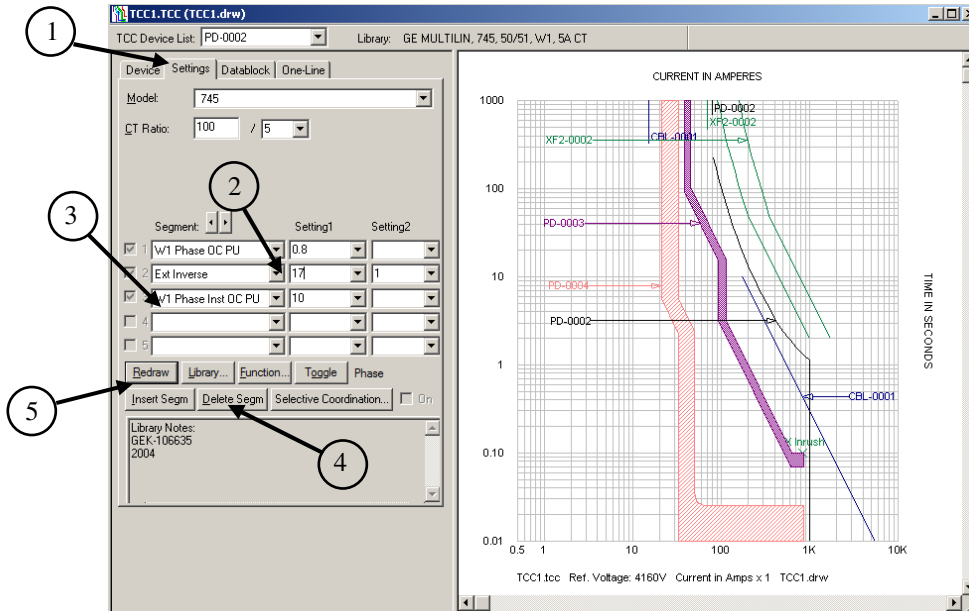 TCC1.TCC (TCC1.drw)
TCC Device List: PD-0002 Library: GE MULTILIN, 745, 50/51, W1, 5A CT
1
Device Settings Datablock One-Line
Model: 745
CT Ratio: 100 / 5
2
3
Segment: Setting1 Setting2
1 W1 Phase OC PU 0.8
2 Ext Inverse 17 1
W1 Phase Inst OC PU 10
4
5
Redraw Library... Function... Toggle Phase
Insert Segm Delete Segm Selective Coordination... On
5
4
Library Notes:
GEK-106635
2004
CURRENT IN AMPERES
1000
100
10
1
0.10
0.01
PD-0002
XF2-0002
CBL-0001
XF2-0002
PD-0003
PD-0004
PD-0002
CBL-0001
X Inrush
TIME IN SECONDS
0.5 1 10 100 1K 10K
TCC1.tcc Ref. Voltage: 4160V Current in Amps x 1 TCC1.drw